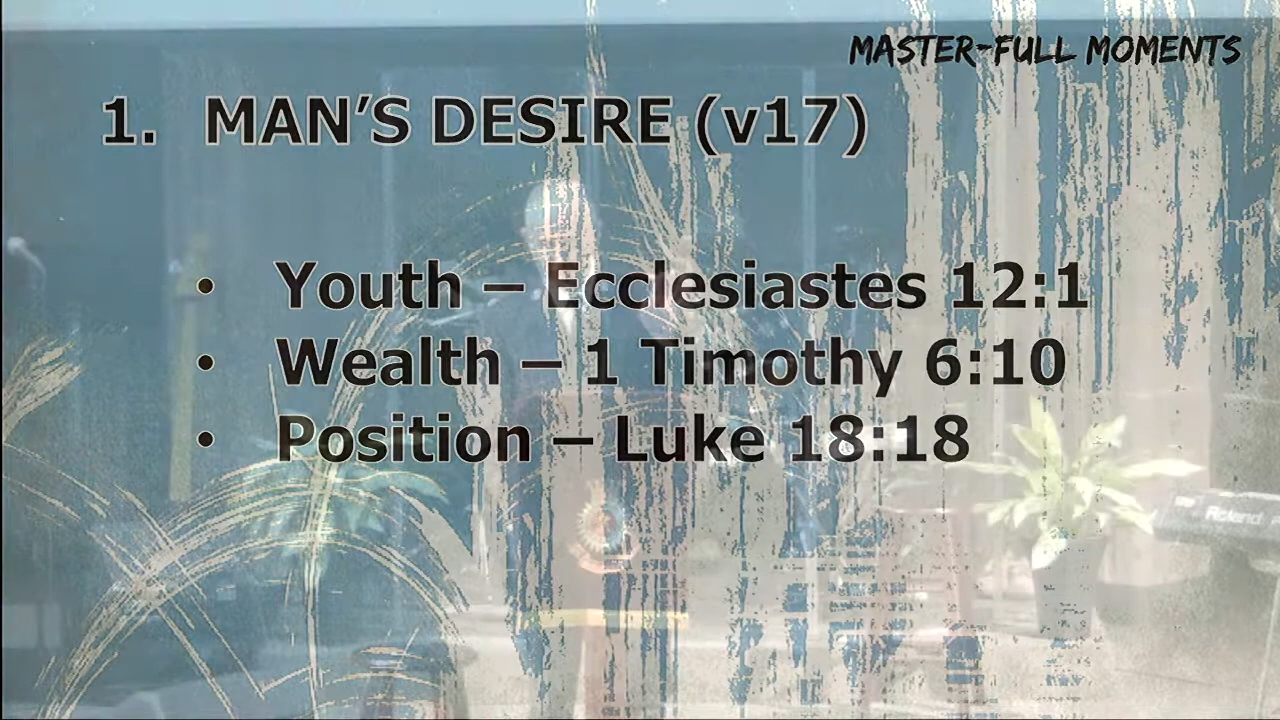 MASTER-FULL MOMENTS
1. MAN'S DESIRE (v17)
• Youth – Ecclesiastes 12:1
• Wealth – 1 Timothy 6:10
• Position – Luke 18:18
Roland